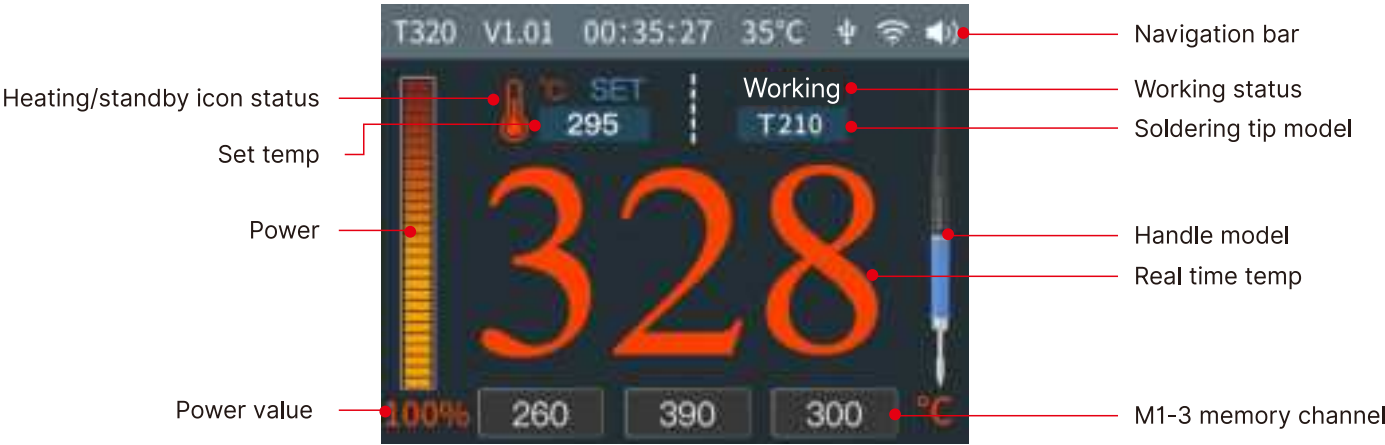 T320 V1.01 00:35:27 35°C
Navigation bar
Heating/standby icon status
°C SET
Working
Working status
295
T210
Soldering tip model
Set temp
328
Power
Handle model
Real time temp
Power value
100%
260
390
300
°C
M1-3 memory channel